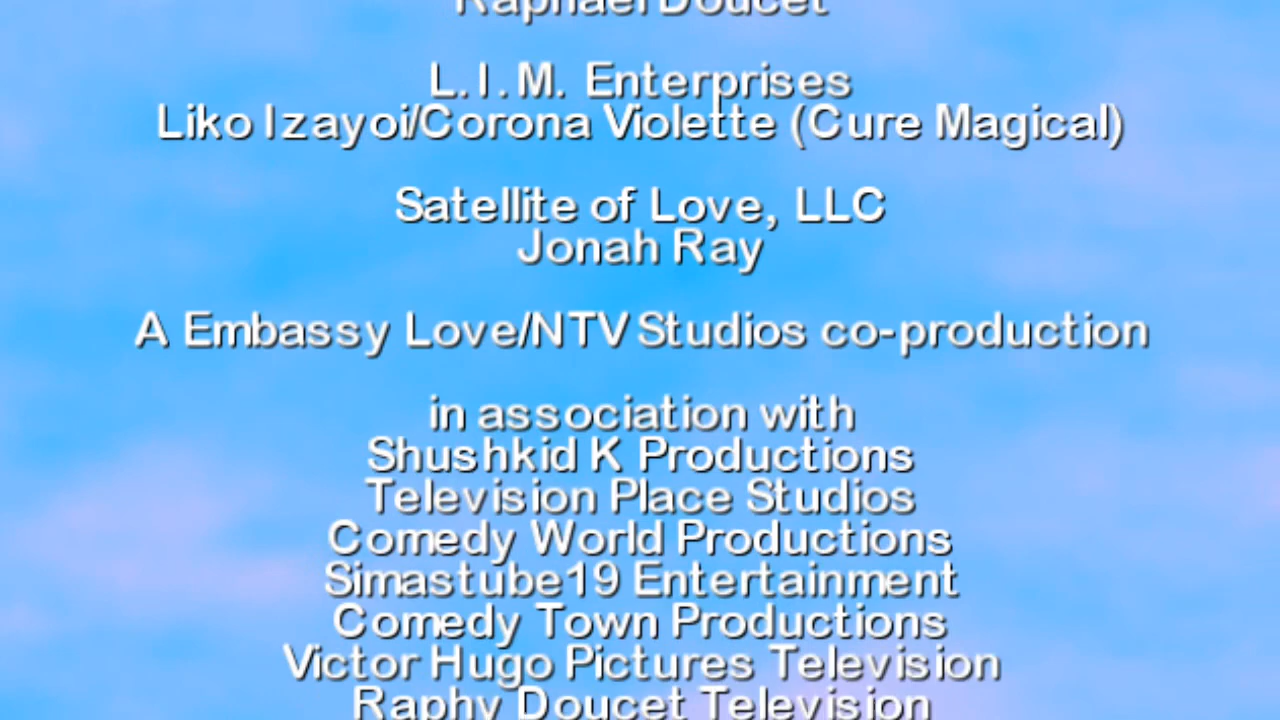 Raphael Doucet
L.I.M. Enterprises
Liko Izayoi/Corona Violette (Cure Magical)
Satellite of Love, LLC
Jonah Ray
A Embassy Love/NTV Studios co-production
in association with
Shushkid K Productions
Television Place Studios
Comedy World Productions
Simastube19 Entertainment
Comedy Town Productions
Victor Hugo Pictures Television
Raphy Doucet Television